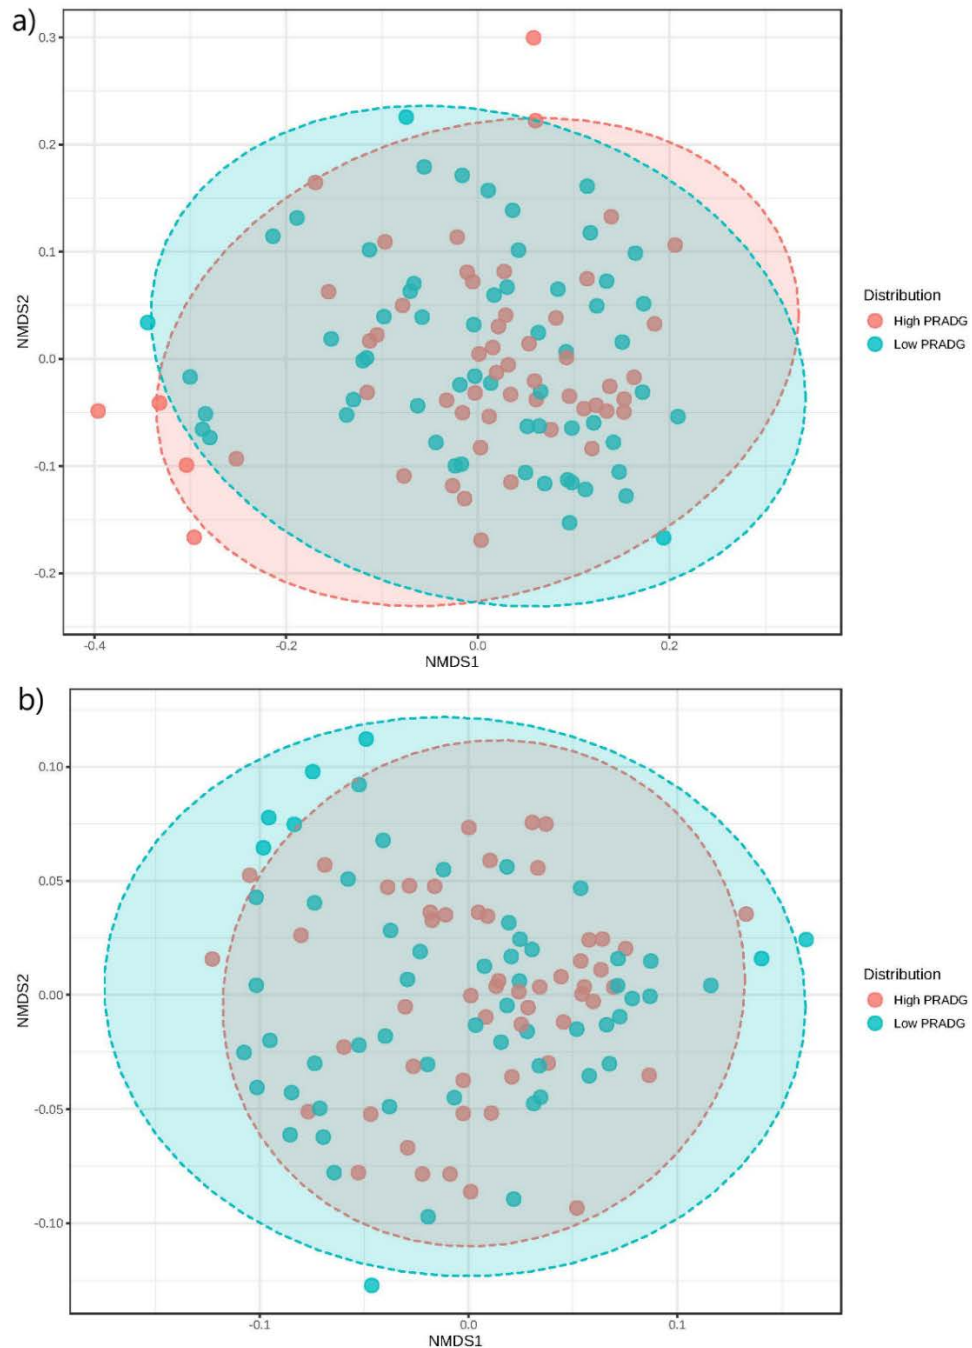 a)
0.3
0.2
0.1
0.0
-0.1
-0.2
NMDS2
-0.4
-0.2
0.0
0.2
NMDS1
Distribution
High PRADG
Low PRADG
b)
0.10
0.05
0.00
-0.05
-0.10
NMDS2
-0.1
0.0
0.1
NMDS1
Distribution
High PRADG
Low PRADG